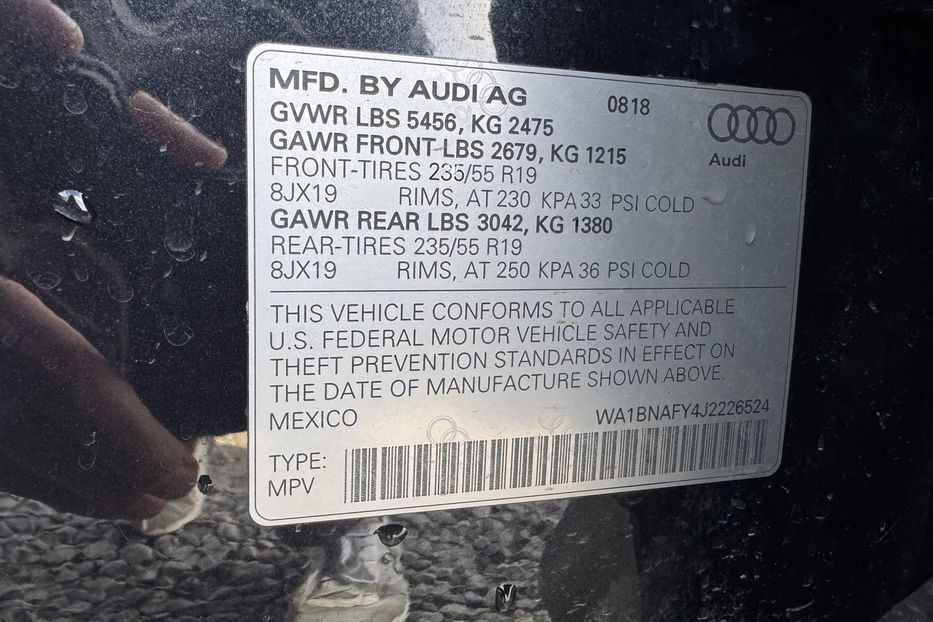 MFD. BY AUDI AG 0818
GVWR LBS 5456, KG 2475
GAWR FRONT LBS 2679, KG 1215
Audi
FRONT-TIRES 235/55 R19
8JX19 RIMS, AT 230 KPA 33 PSI COLD
GAWR REAR LBS 3042, KG 1380
REAR-TIRES 235/55 R19
8JX19 RIMS, AT 250 KPA 36 PSI COLD
THIS VEHICLE CONFORMS TO ALL APPLICABLE
U.S. FEDERAL MOTOR VEHICLE SAFETY AND
THEFT PREVENTION STANDARDS IN EFFECT ON
THE DATE OF MANUFACTURE SHOWN ABOVE.
MEXICO WA1BNAFY4J2226524
TYPE:
MPV